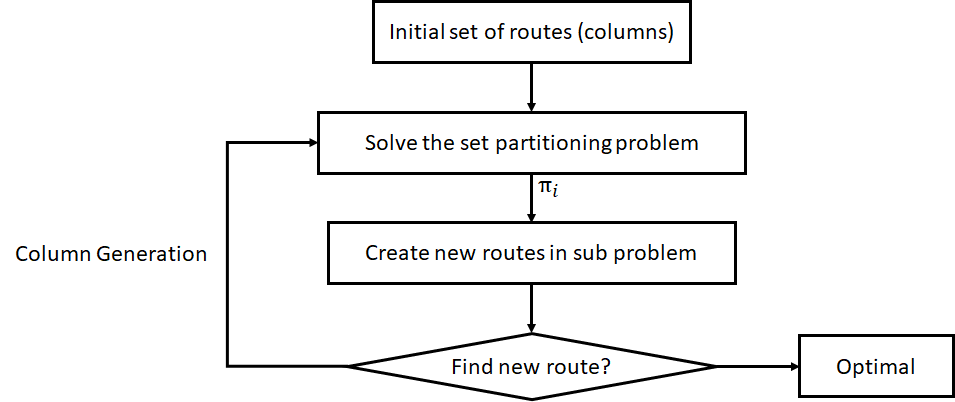 Initial set of routes (columns)
Solve the set partitioning problem
πi
Create new routes in sub problem
Column Generation
Find new route?
Optimal